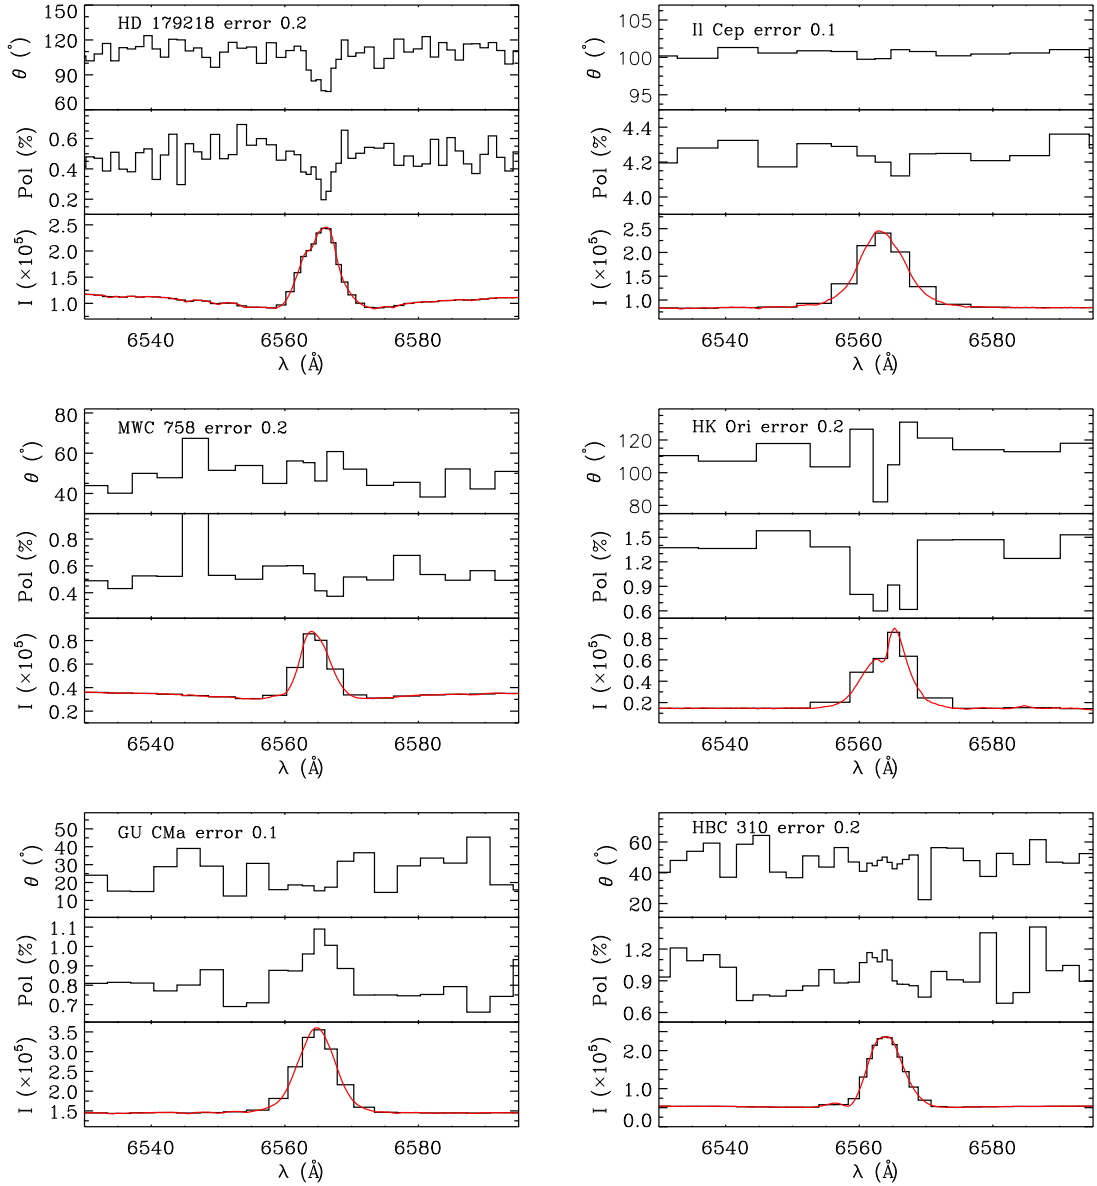 HD 179218 error 0.2
θ (°)
150
120
90
60
Pol (%)
0.6
0.4
0.2
I (×10⁵)
2.5
2.0
1.5
1.0
6540 6560 6580
λ (Å)
Il Cep error 0.1
θ (°)
105
100
95
Pol (%)
4.4
4.2
4.0
I (×10⁵)
2.5
2.0
1.5
1.0
6540 6560 6580
λ (Å)
MWC 758 error 0.2
θ (°)
80
60
40
Pol (%)
0.8
0.6
0.4
I (×10⁵)
0.8
0.6
0.4
0.2
6540 6560 6580
λ (Å)
HK Ori error 0.2
θ (°)
120
100
80
Pol (%)
1.5
1.2
0.9
0.6
I (×10⁵)
0.8
0.6
0.4
0.2
6540 6560 6580
λ (Å)
GU CMa error 0.1
θ (°)
50
40
30
20
10
Pol (%)
1.1
1.0
0.9
0.8
0.7
I (×10⁵)
3.5
3.0
2.5
2.0
1.5
6540 6560 6580
λ (Å)
HBC 310 error 0.2
θ (°)
60
40
20
Pol (%)
1.2
0.9
0.6
I (×10⁵)
2.0
1.0
0.0
6540 6560 6580
λ (Å)